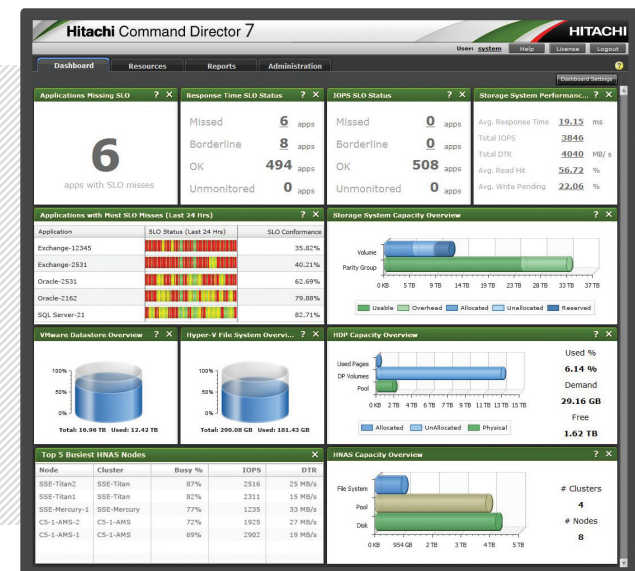 Hitachi Command Director 7
HITACHI
User: system Help License Logout
Dashboard Resources Reports Administration ?
Dashboard Settings
Applications Missing SLO ? X
6
apps with SLO misses
Response Time SLO Status ? X
Missed 6 apps
Borderline 8 apps
OK 494 apps
Unmonitored 0 apps
IOPS SLO Status ? X
Missed 0 apps
Borderline 0 apps
OK 508 apps
Unmonitored 0 apps
Storage System Performanc... ? X
Avg. Response Time 19.15 ms
Total IOPS 3846
Total DTR 4040 MB/s
Avg. Read Hit 56.72 %
Avg. Write Pending 22.06 %
Applications with Most SLO Misses (Last 24 Hrs) ? X
Application SLO Status (Last 24 Hrs) SLO Conformance
Exchange-12345 35.82%
Exchange-2531 40.21%
Oracle-2531 62.69%
Oracle-2162 79.88%
SQL Server-21 82.71%
Storage System Capacity Overview ? X
Volume
Parity Group
0 KB 5 TB 9 TB 14 TB 19 TB 23 TB 28 TB 33 TB 37 TB
Usable Overhead Allocated Unallocated Reserved
VMware Datastore Overview ? X
100%
50%
0%
Total: 16.96 TB Used: 12.42 TB
Hyper-V File System Overvi... ? X
100%
50%
0%
Total: 290.08 GB Used: 181.43 GB
HDP Capacity Overview ? X
Used Pages
DP Volumes
Pool
0 KB 2 TB 4 TB 6 TB 7 TB 9 TB 11 TB 13 TB 15 TB
Allocated UnAllocated Physical
Used %
6.14 %
Demand
29.16 GB
Free
1.62 TB
Top 5 Busiest HNAS Nodes X
Node Cluster Busy % IOPS DTR
SSE-Titan2 SSE-Titan 87% 2516 25 MB/s
SSE-Titan1 SSE-Titan 82% 2311 15 MB/s
SSE-Mercury-1 SSE-Mercury 77% 1235 33 MB/s
C5-1-AMS-2 C5-1-AMS 72% 1925 27 MB/s
C5-1-AMS-1 C5-1-AMS 69% 2902 19 MB/s
HNAS Capacity Overview ? X
File System
Pool
Disk
0 KB 954 GB 2 TB 3 TB 4 TB 5 TB
# Clusters
4
# Nodes
8